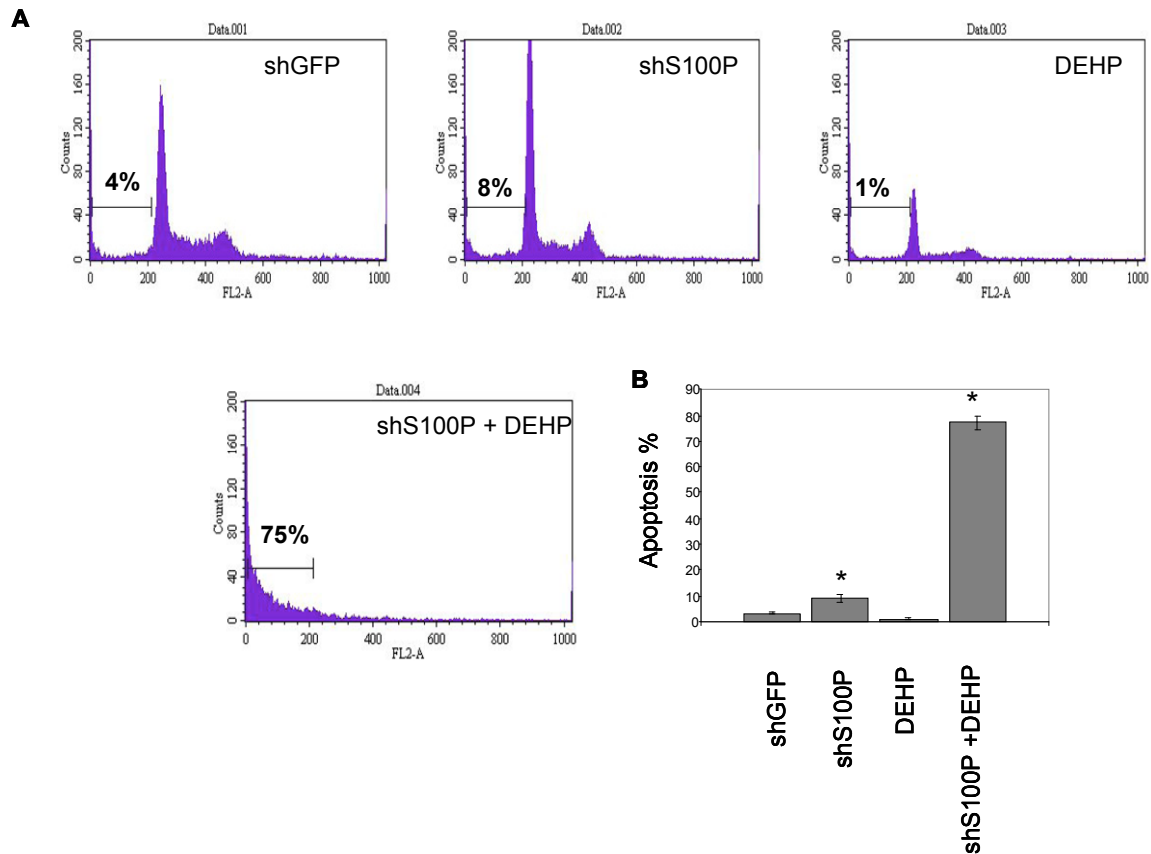 A
Data.001
shGFP
Counts
200
160
120
80
40
0
4%
0 200 400 600 800 1000
FL2-A
Data.002
shS100P
Counts
200
160
120
80
40
0
8%
0 200 400 600 800 1000
FL2-A
Data.003
DEHP
Counts
200
160
120
80
40
0
1%
0 200 400 600 800 1000
FL2-A
Data.004
shS100P + DEHP
Counts
200
160
120
80
40
0
75%
0 200 400 600 800 1000
FL2-A
B
Apoptosis %
90
80
70
60
50
40
30
20
10
0
*
*
shGFP
shS100P
DEHP
shS100P +DEHP